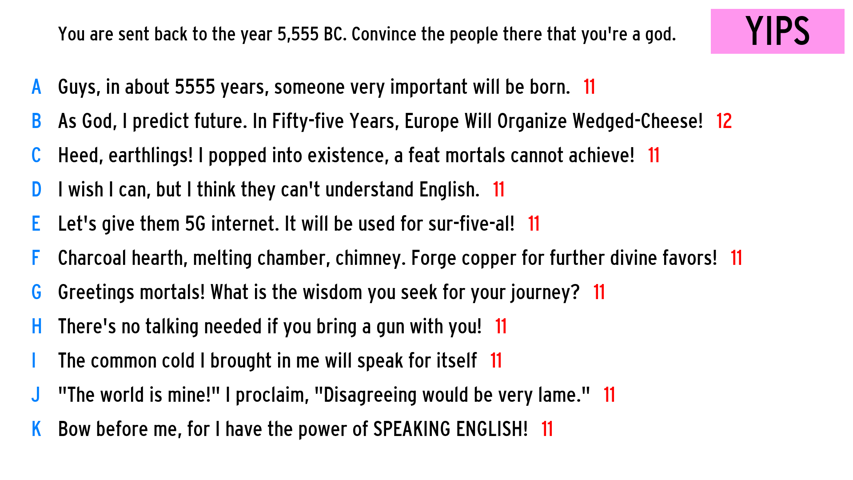 You are sent back to the year 5,555 BC. Convince the people there that you're a god.
YIPS
A Guys, in about 5555 years, someone very important will be born. 11
B As God, I predict future. In Fifty-five Years, Europe Will Organize Wedged-Cheese! 12
C Heed, earthlings! I popped into existence, a feat mortals cannot achieve! 11
D I wish I can, but I think they can't understand English. 11
E Let's give them 5G internet. It will be used for sur-five-al! 11
F Charcoal hearth, melting chamber, chimney. Forge copper for further divine favors! 11
G Greetings mortals! What is the wisdom you seek for your journey? 11
H There's no talking needed if you bring a gun with you! 11
I The common cold I brought in me will speak for itself 11
J "The world is mine!" I proclaim, "Disagreeing would be very lame." 11
K Bow before me, for I have the power of SPEAKING ENGLISH! 11